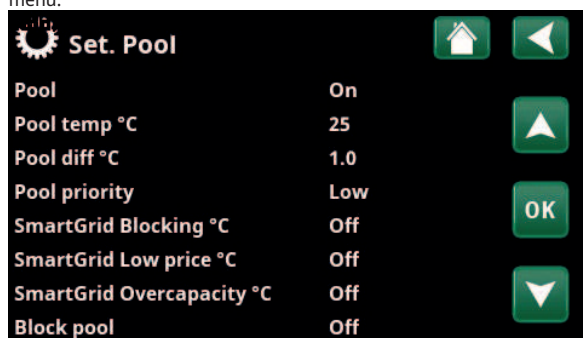 menu.
Set. Pool
Pool On
Pool temp °C 25
Pool diff °C 1.0
Pool priority Low
OK
SmartGrid Blocking °C Off
SmartGrid Low price °C Off
SmartGrid Overcapacity °C Off
Block pool Off